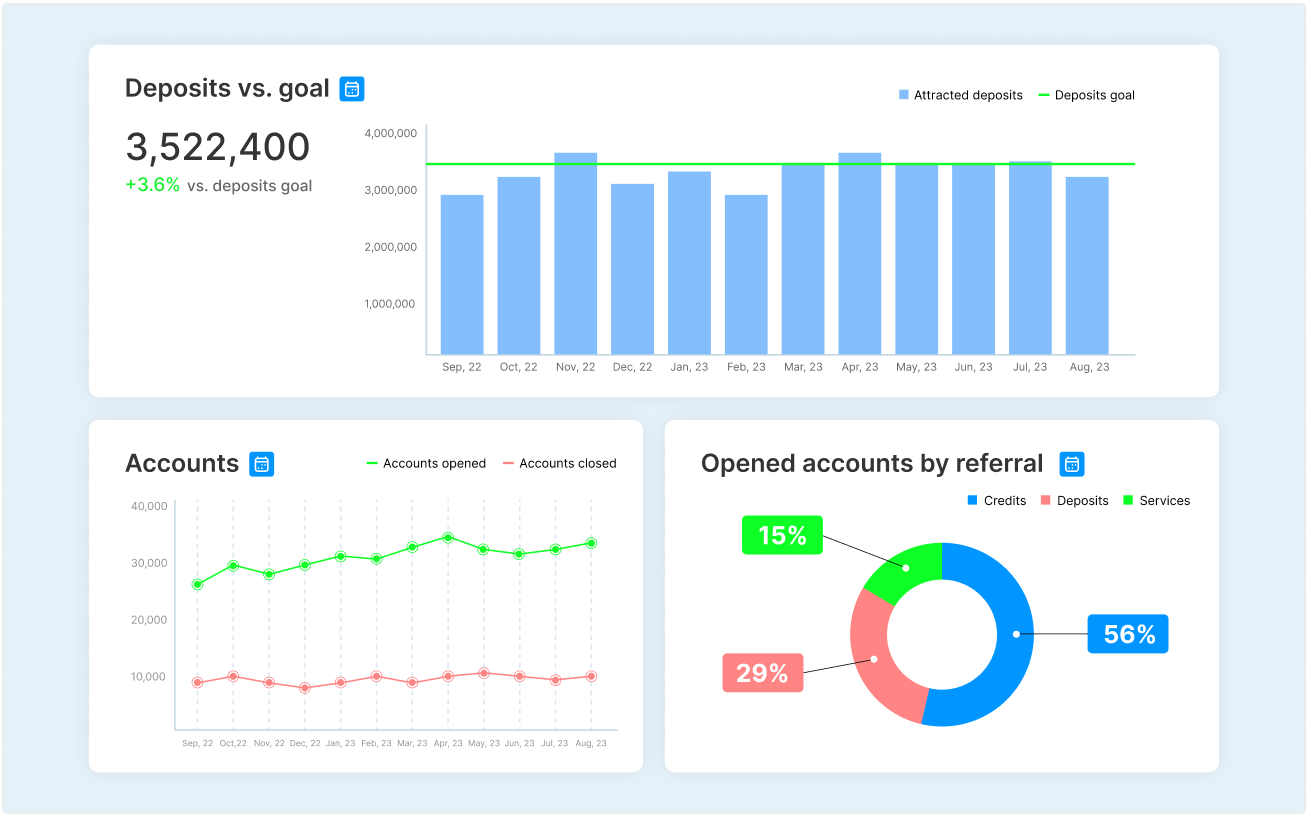 Deposits vs. goal
Attracted deposits
Deposits goal
3,522,400
+3.6% vs. deposits goal
4,000,000
3,000,000
2,000,000
1,000,000
Sep, 22 Oct, 22 Nov, 22 Dec, 22 Jan, 23 Feb, 23 Mar, 23 Apr, 23 May, 23 Jun, 23 Jul, 23 Aug, 23
Accounts
Accounts opened
Accounts closed
40,000
30,000
20,000
10,000
Sep, 22 Oct,22 Nov, 22 Dec, 22 Jan, 23 Feb, 23 Mar, 23 Apr, 23 May, 23 Jun, 23 Jul, 23 Aug, 23
Opened accounts by referral
Credits Deposits Services
15%
56%
29%